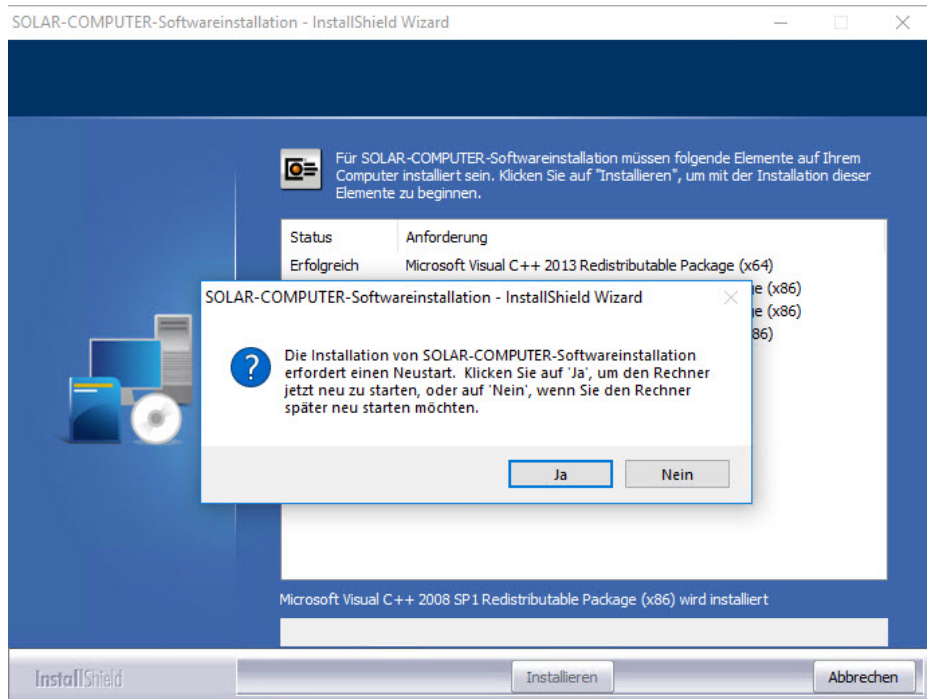 SOLAR-COMPUTER-Softwareinstallation - InstallShield Wizard
Für SOLAR-COMPUTER-Softwareinstallation müssen folgende Elemente auf Ihrem
Computer installiert sein. Klicken Sie auf "Installieren", um mit der Installation dieser
Elemente zu beginnen.
Status Anforderung
Erfolgreich Microsoft Visual C++ 2013 Redistributable Package (x64)
(x86)
(x86)
SOLAR-COMPUTER-Softwareinstallation - InstallShield Wizard
Die Installation von SOLAR-COMPUTER-Softwareinstallation
erfordert einen Neustart. Klicken Sie auf 'Ja', um den Rechner
jetzt neu zu starten, oder auf 'Nein', wenn Sie den Rechner
später neu starten möchten.
Ja Nein
Microsoft Visual C++ 2008 SP1 Redistributable Package (x86) wird installiert
InstallShield
Installieren Abbrechen